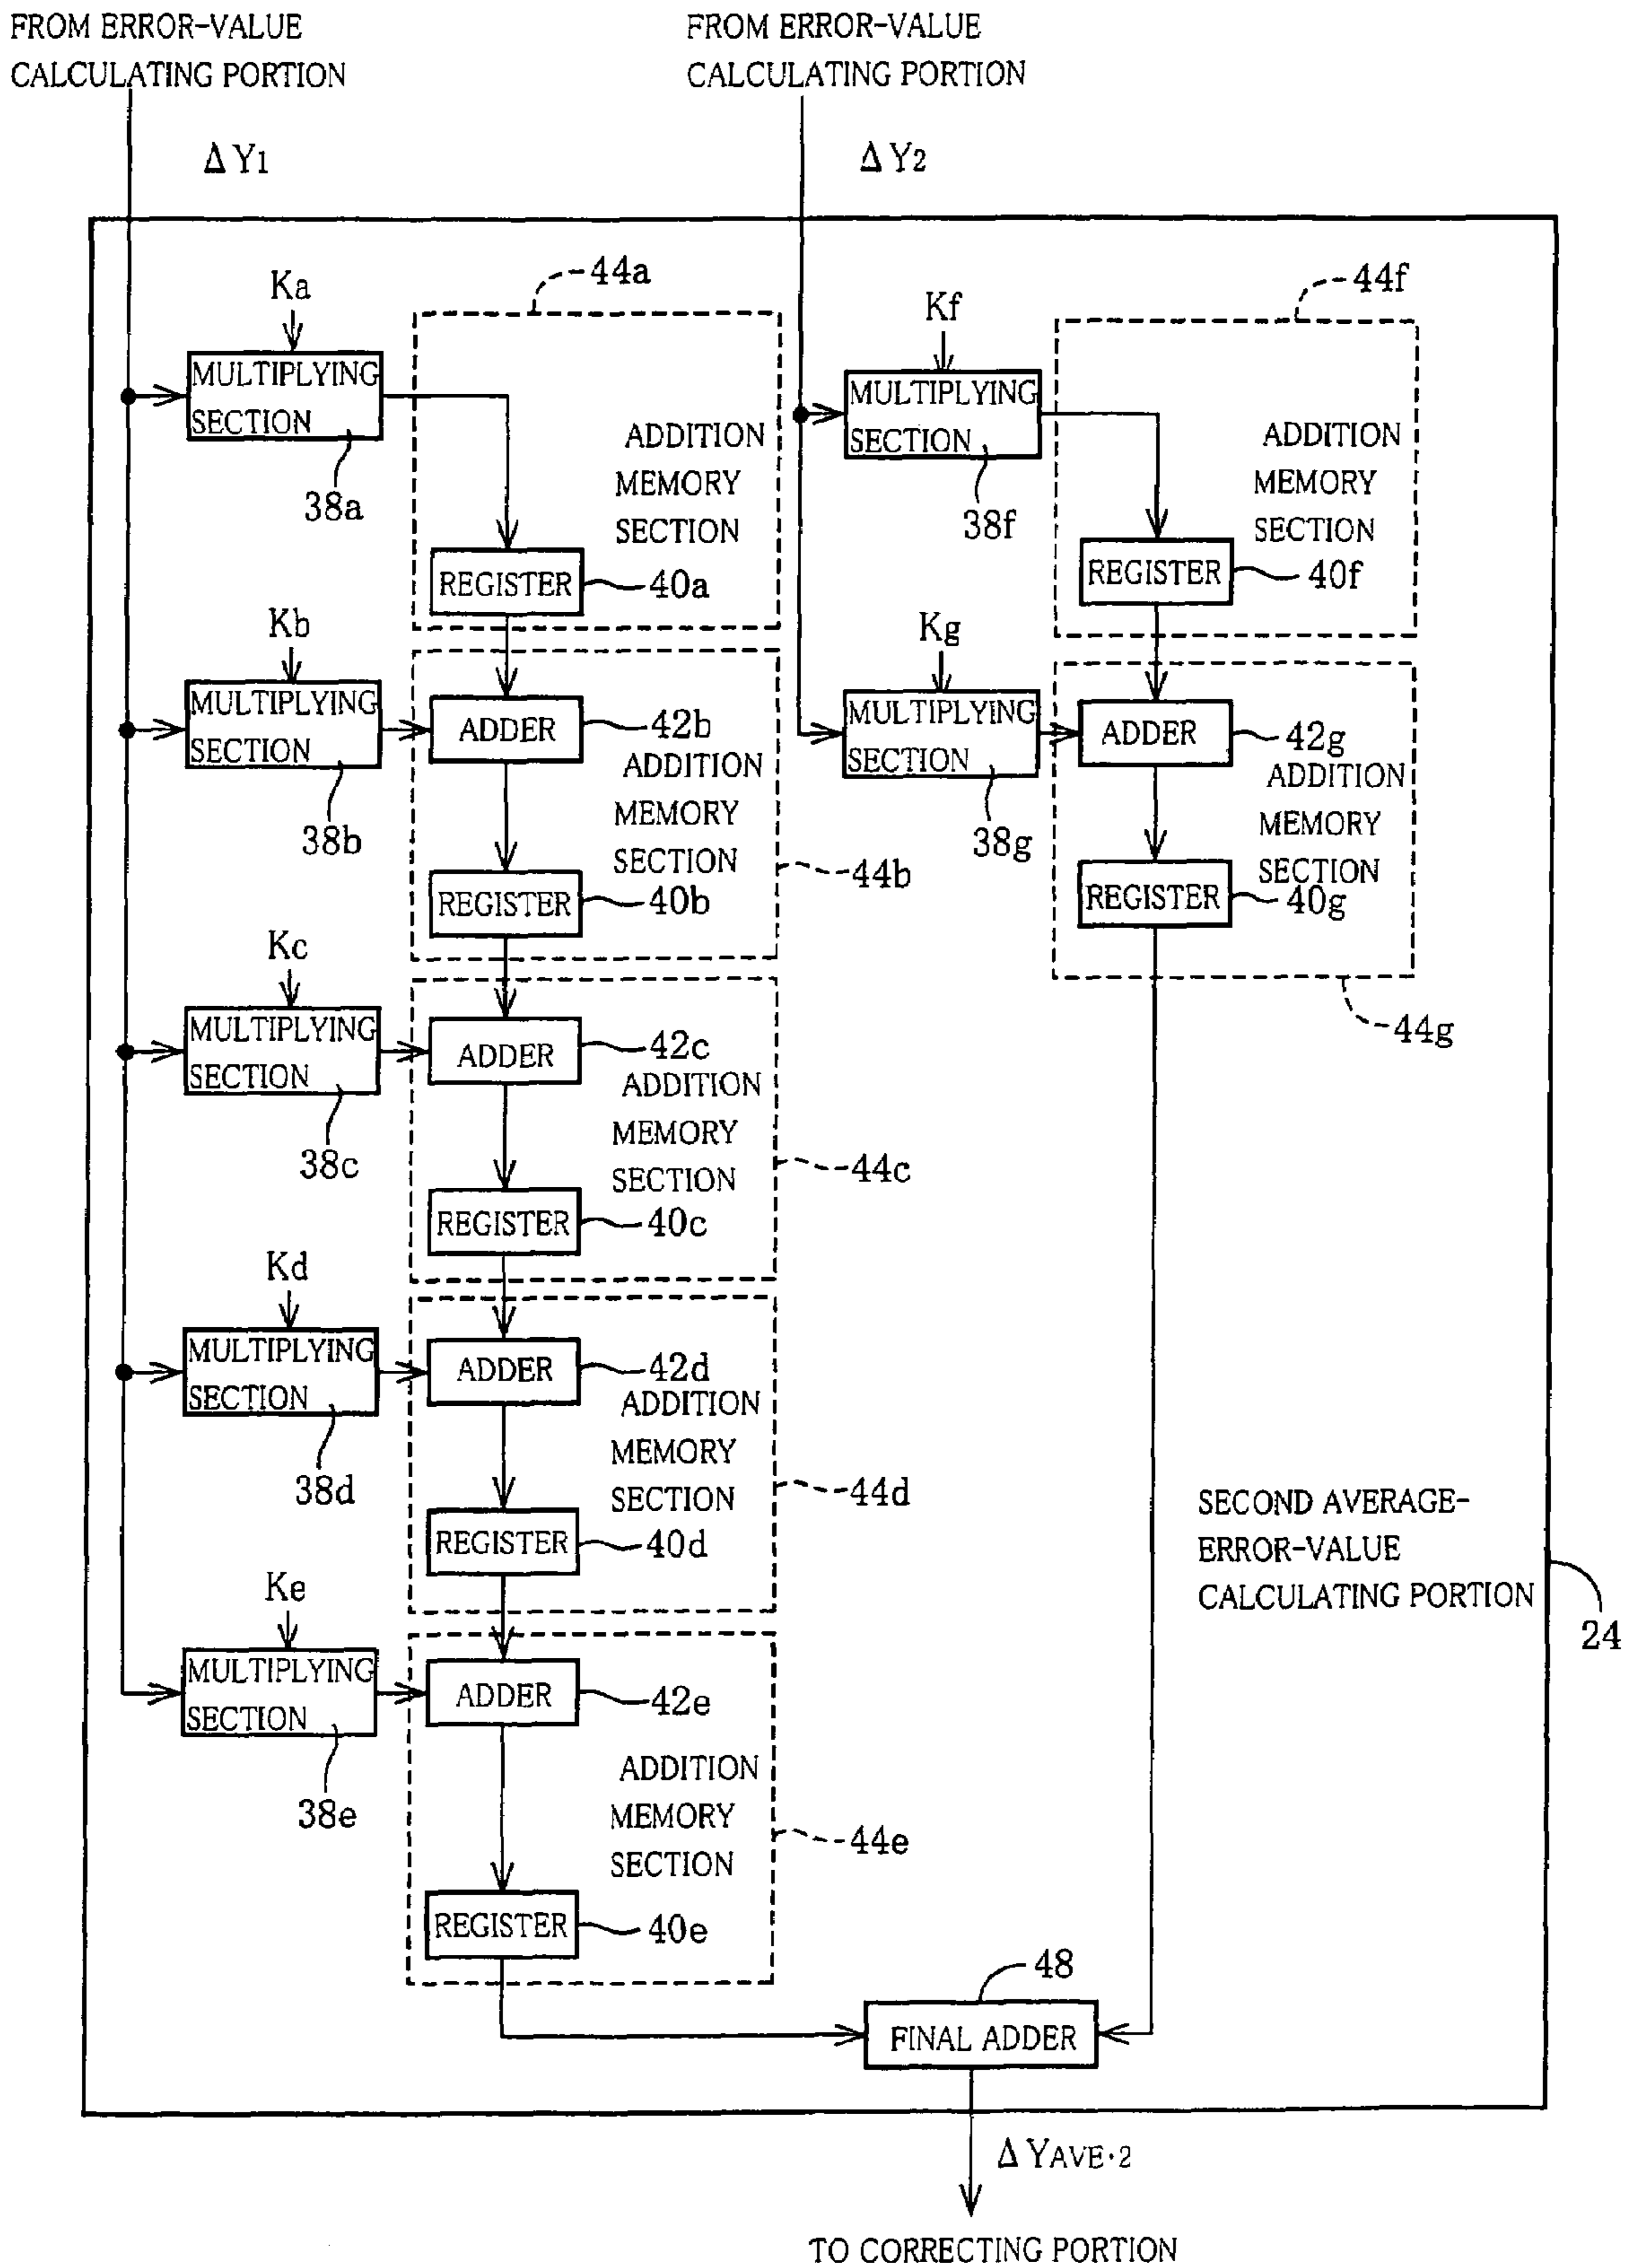 FROM ERROR-VALUE
CALCULATING PORTION
ΔY1
FROM ERROR-VALUE
CALCULATING PORTION
ΔY2
Ka
MULTIPLYING
SECTION
38a
44a
ADDITION
MEMORY
SECTION
REGISTER
40a
Kb
MULTIPLYING
SECTION
38b
ADDER
42b
ADDITION
MEMORY
SECTION
44b
REGISTER
40b
Kc
MULTIPLYING
SECTION
38c
ADDER
42c
ADDITION
MEMORY
SECTION
44c
REGISTER
40c
Kd
MULTIPLYING
SECTION
38d
ADDER
42d
ADDITION
MEMORY
SECTION
44d
REGISTER
40d
Ke
MULTIPLYING
SECTION
38e
ADDER
42e
ADDITION
MEMORY
SECTION
44e
REGISTER
40e
Kf
MULTIPLYING
SECTION
38f
44f
ADDITION
MEMORY
SECTION
REGISTER
40f
Kg
MULTIPLYING
SECTION
38g
ADDER
42g
ADDITION
MEMORY
SECTION
REGISTER
40g
44g
SECOND AVERAGE-
ERROR-VALUE
CALCULATING PORTION
24
48
FINAL ADDER
ΔYAVE·2
TO CORRECTING PORTION